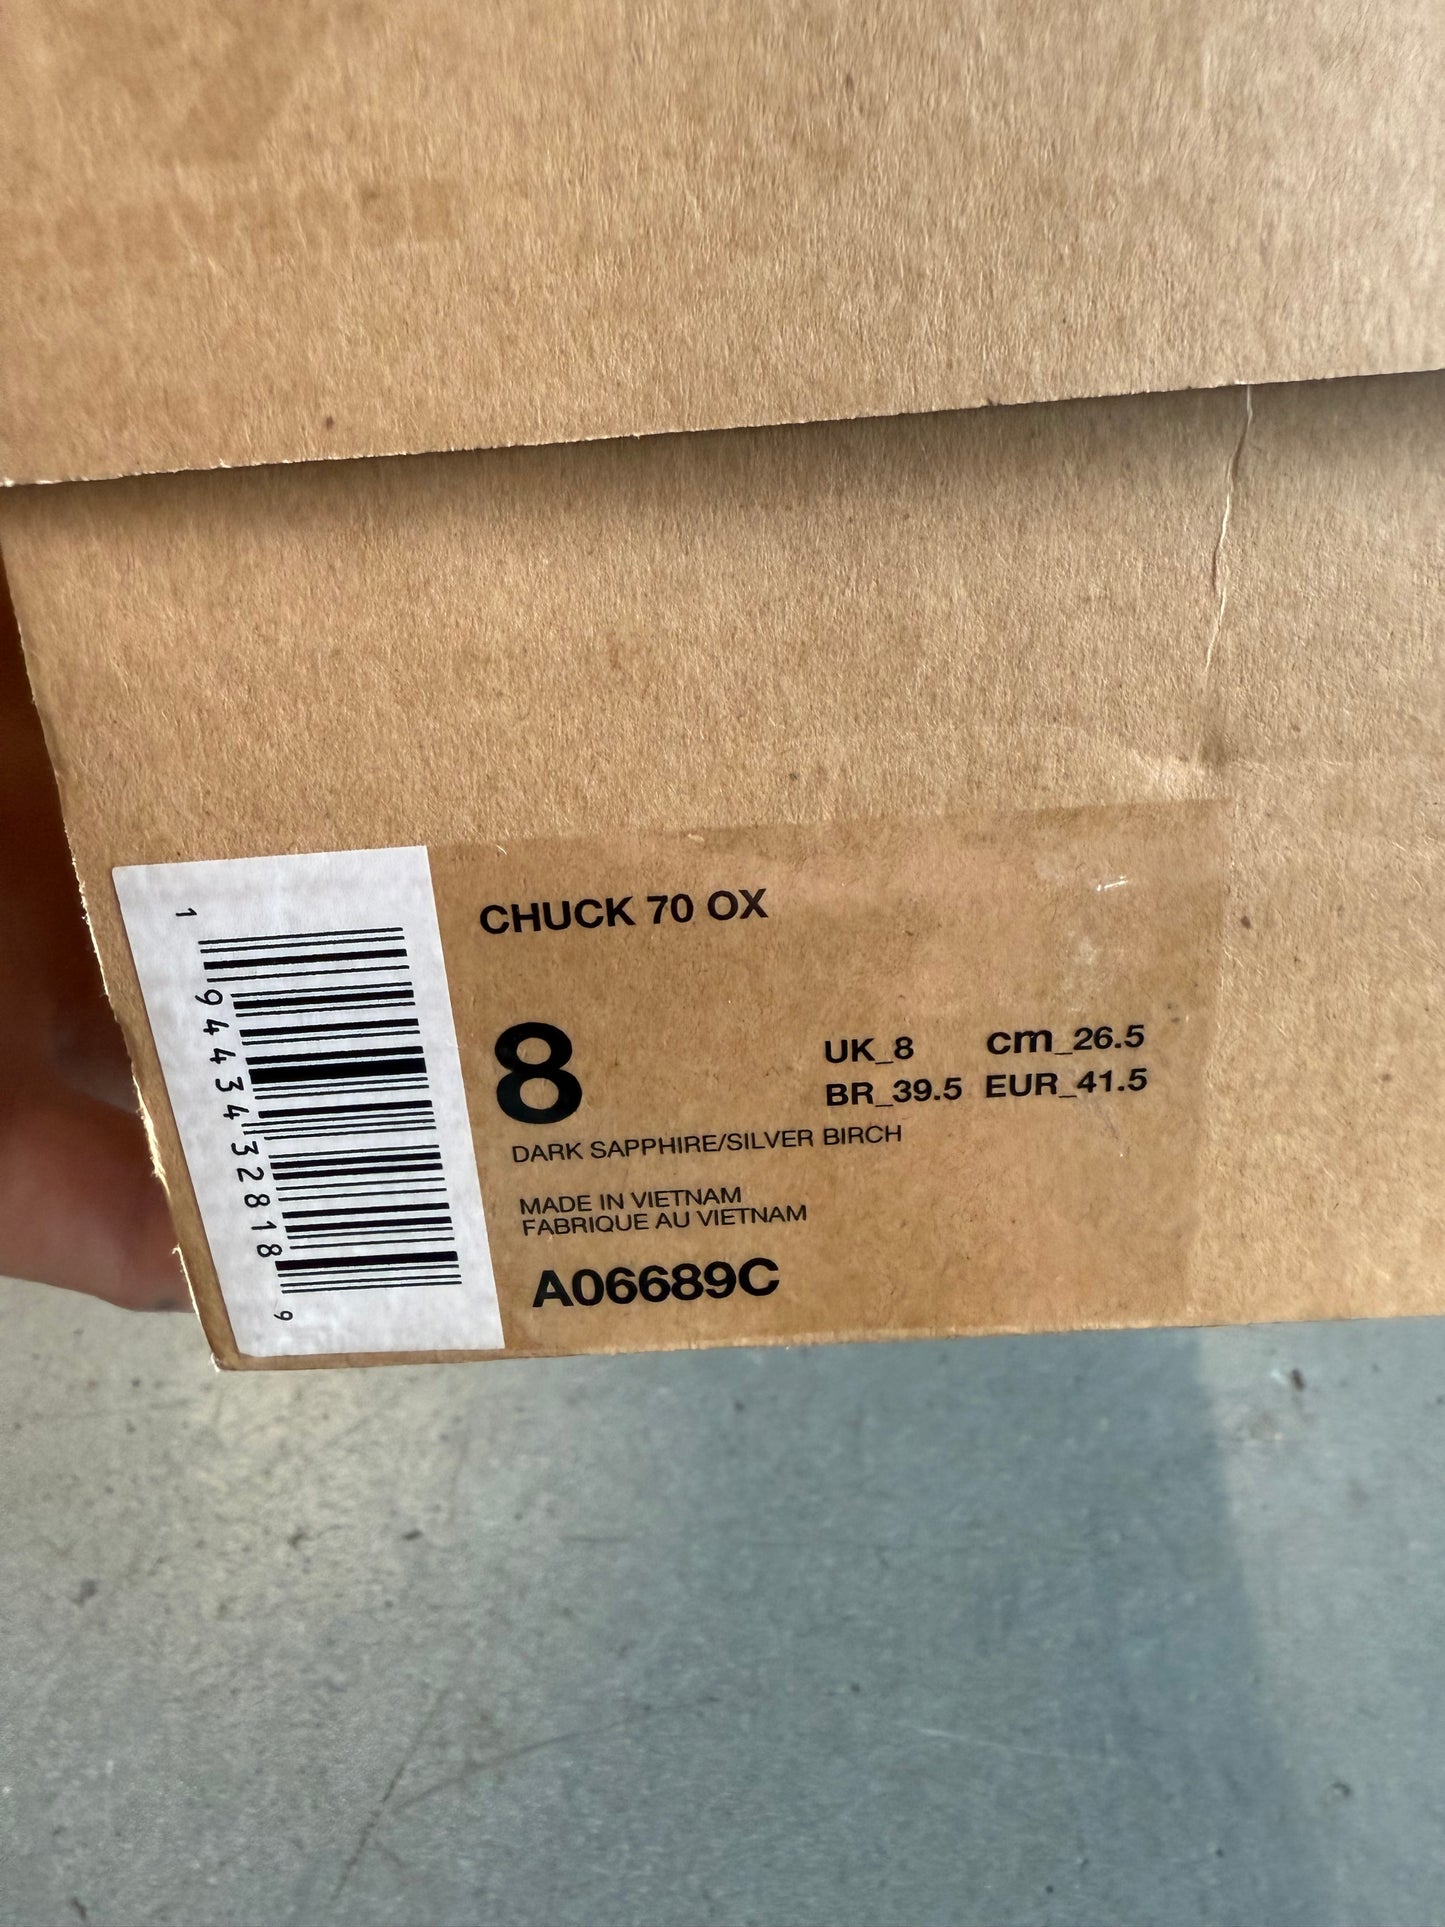 1 94434 32818 9
CHUCK 70 OX
8
UK_8 cm_26.5
BR_39.5 EUR_41.5
DARK SAPPHIRE/SILVER BIRCH
MADE IN VIETNAM
FABRIQUE AU VIETNAM
A06689C